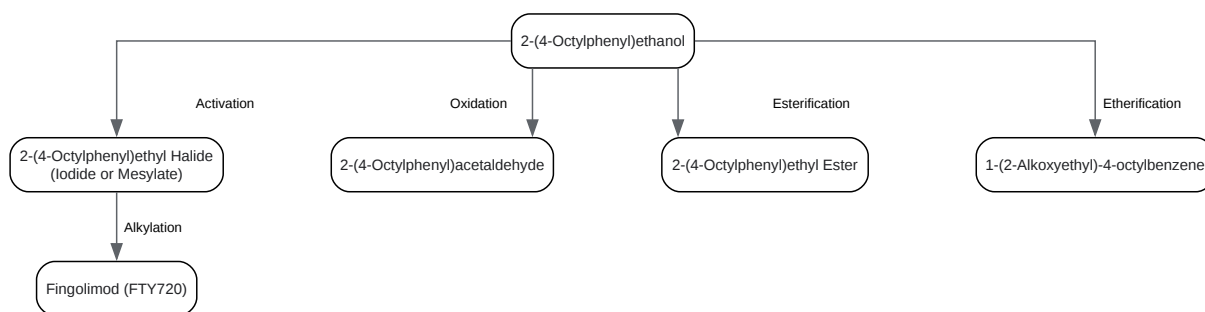 2-(4-Octylphenyl)ethanol
Activation
Oxidation
Esterification
Etherification
2-(4-Octylphenyl)ethyl Halide
(Iodide or Mesylate)
2-(4-Octylphenyl)acetaldehyde
2-(4-Octylphenyl)ethyl Ester
1-(2-Alkoxyethyl)-4-octylbenzene
Alkylation
Fingolimod (FTY720)